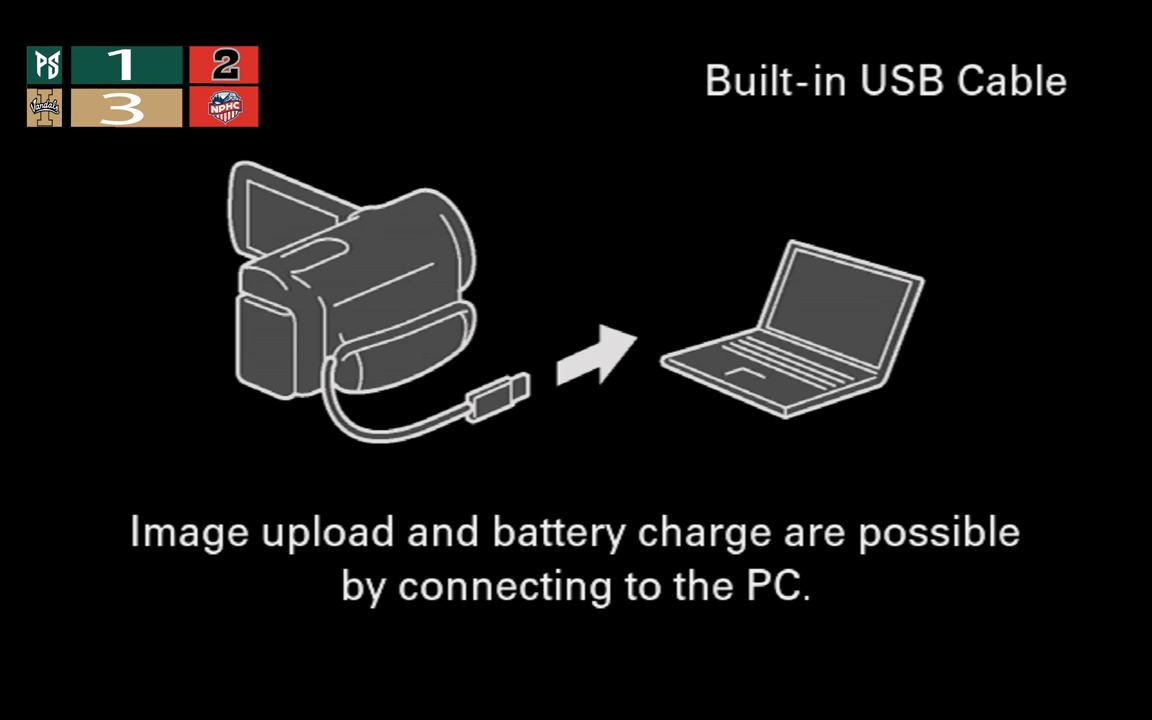 PS 1 2
I Vandals 3 NPHC
Built-in USB Cable
Image upload and battery charge are possible
by connecting to the PC.